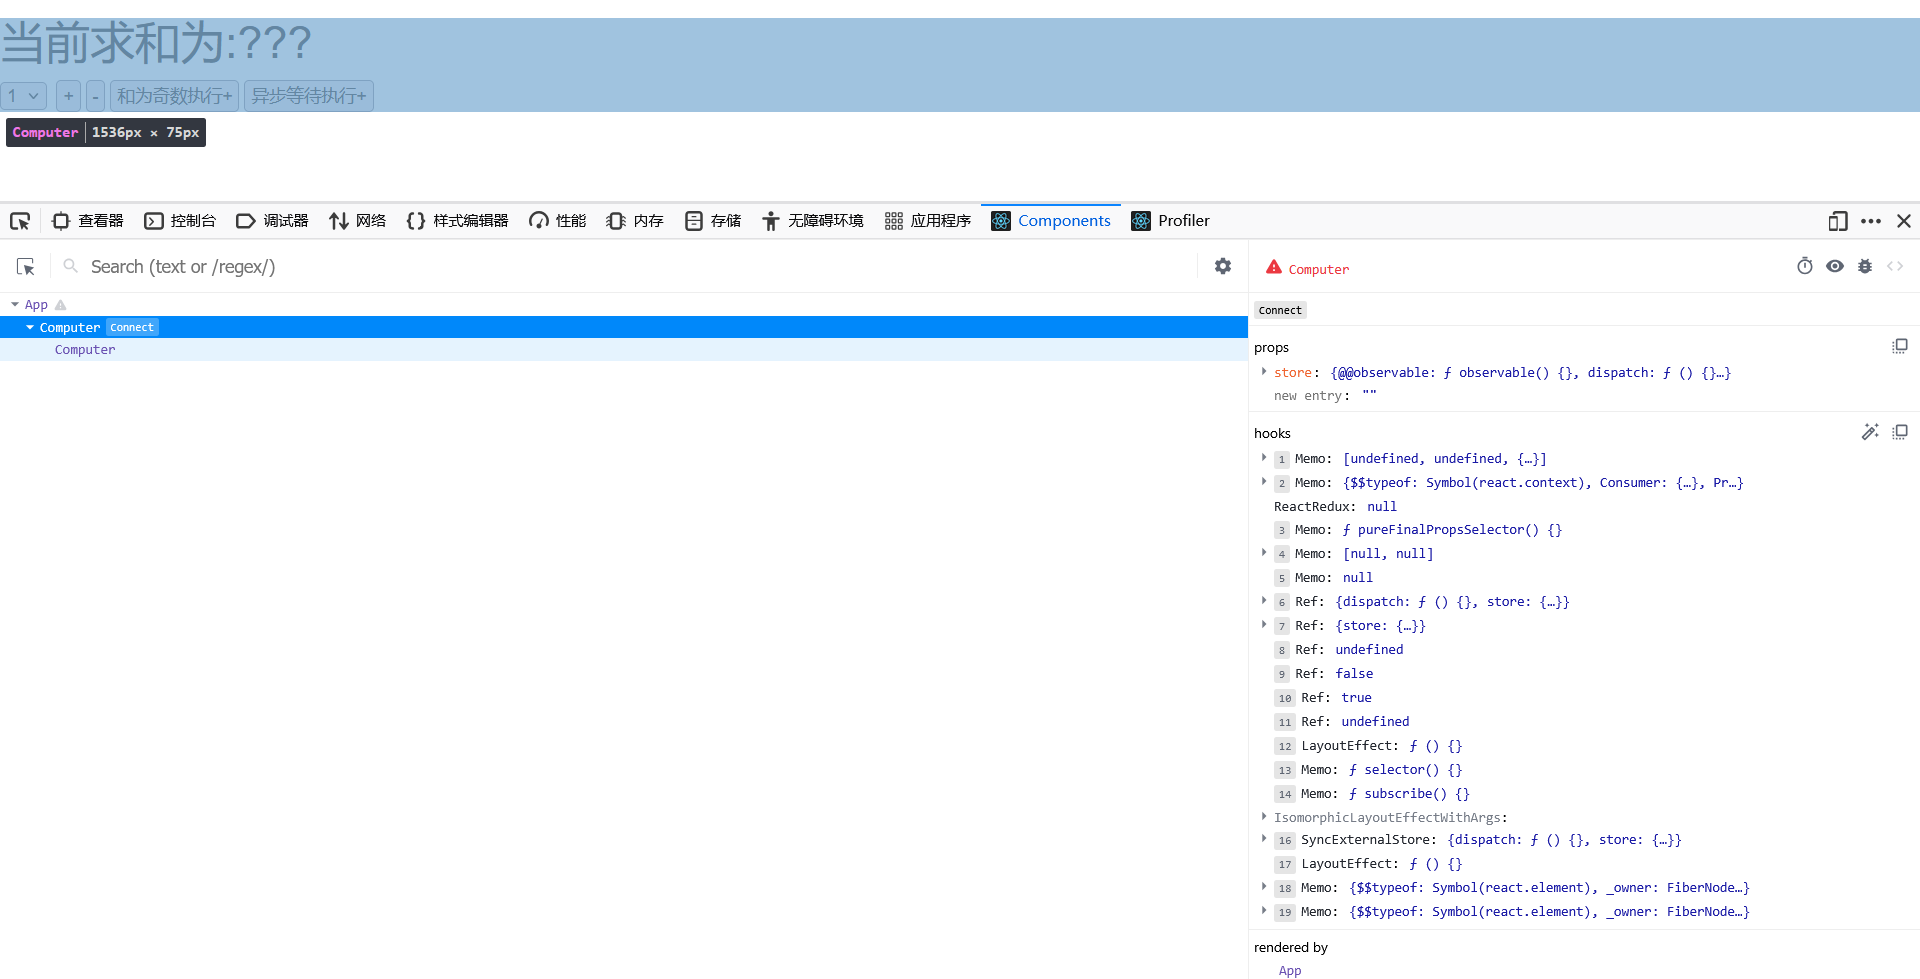 当前求和为:???
1 + - 和为奇数执行+ 异步等待执行+
Computer 1536px × 75px
查看器 控制台 调试器 网络 样式编辑器 性能 内存 存储 无障碍环境 应用程序 Components Profiler
Search (text or /regex/)
App
Computer Connect
Computer
Computer
Connect
props
store: {@@observable: ƒ observable() {}, dispatch: ƒ () {}…}
new entry: ""
hooks
1 Memo: [undefined, undefined, {…}]
2 Memo: {$$typeof: Symbol(react.context), Consumer: {…}, Pr…}
ReactRedux: null
3 Memo: ƒ pureFinalPropsSelector() {}
4 Memo: [null, null]
5 Memo: null
6 Ref: {dispatch: ƒ () {}, store: {…}}
7 Ref: {store: {…}}
8 Ref: undefined
9 Ref: false
10 Ref: true
11 Ref: undefined
12 LayoutEffect: ƒ () {}
13 Memo: ƒ selector() {}
14 Memo: ƒ subscribe() {}
IsomorphicLayoutEffectWithArgs:
16 SyncExternalStore: {dispatch: ƒ () {}, store: {…}}
17 LayoutEffect: ƒ () {}
18 Memo: {$$typeof: Symbol(react.element), _owner: FiberNode…}
19 Memo: {$$typeof: Symbol(react.element), _owner: FiberNode…}
rendered by
App